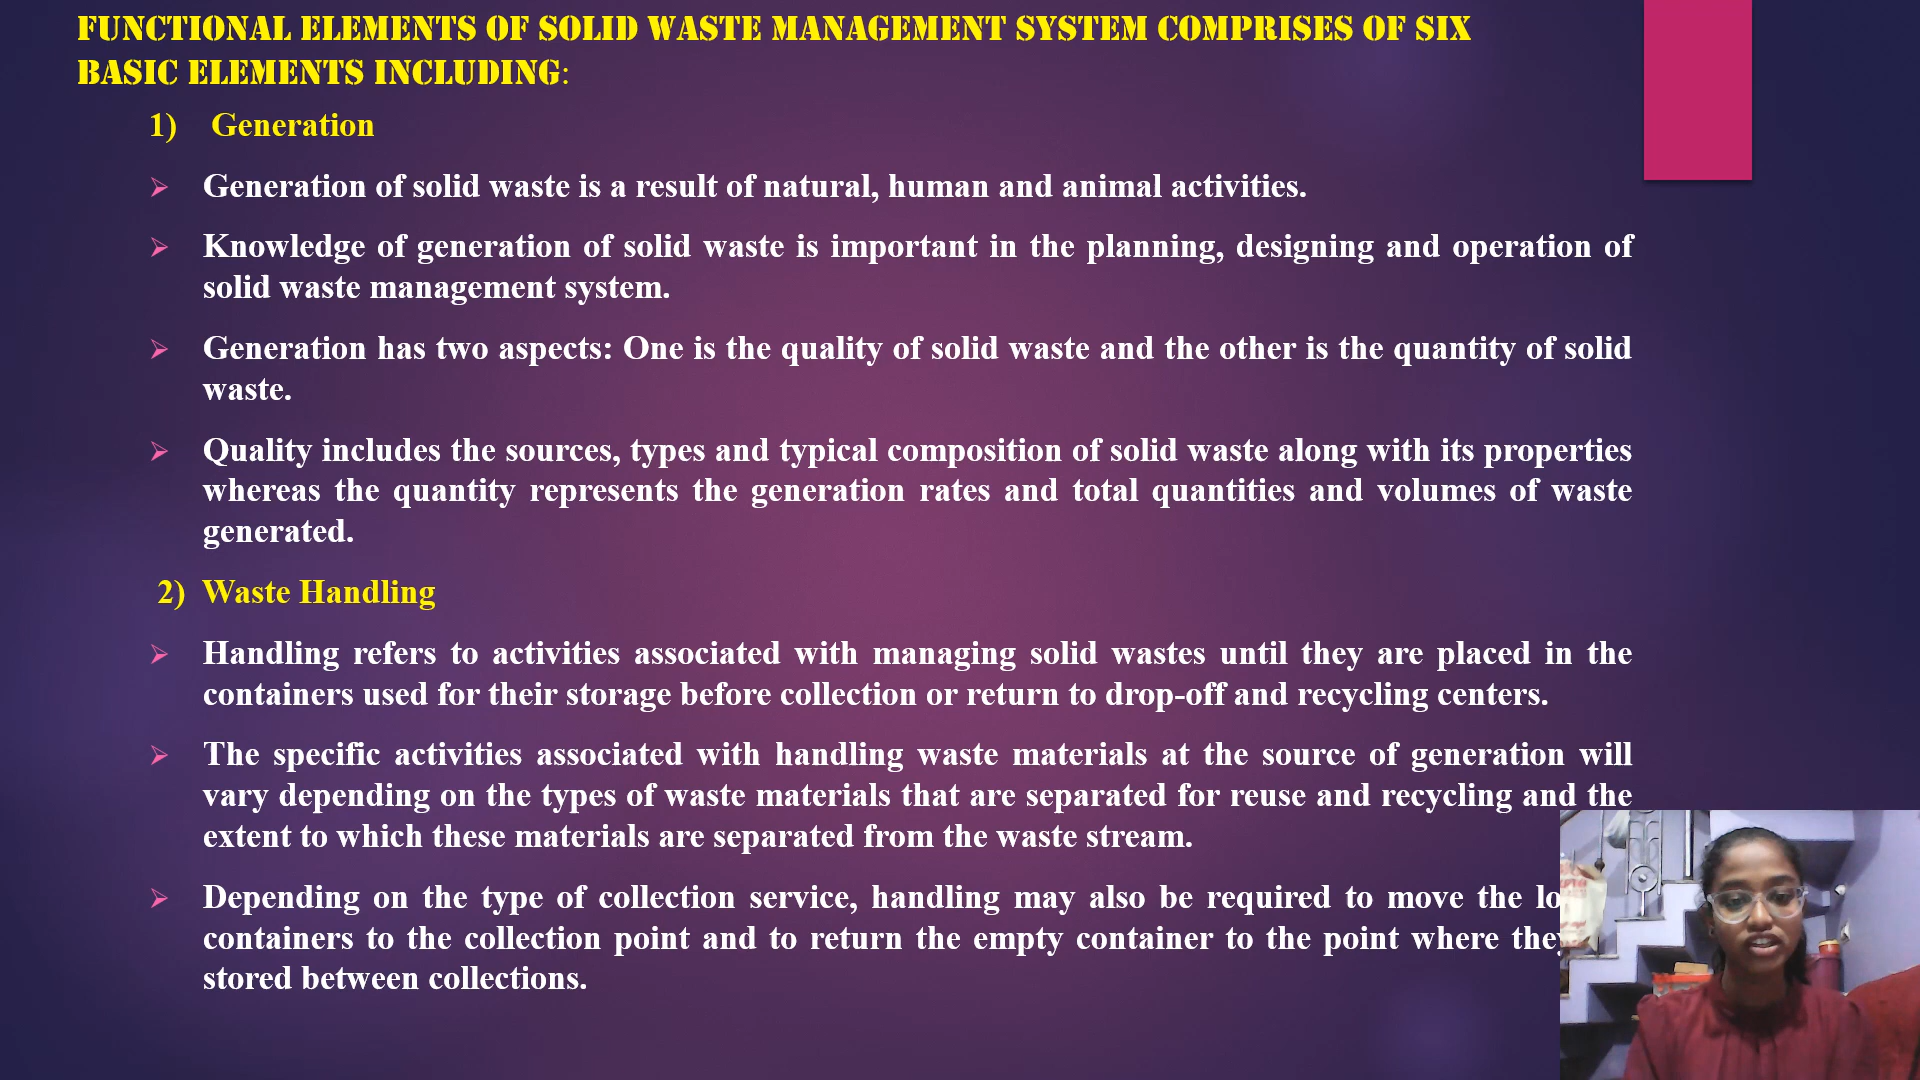 FUNCTIONAL ELEMENTS OF SOLID WASTE MANAGEMENT SYSTEM COMPRISES OF SIX
BASIC ELEMENTS INCLUDING:
1) Generation
➢ Generation of solid waste is a result of natural, human and animal activities.
➢ Knowledge of generation of solid waste is important in the planning, designing and operation of
solid waste management system.
➢ Generation has two aspects: One is the quality of solid waste and the other is the quantity of solid
waste.
➢ Quality includes the sources, types and typical composition of solid waste along with its properties
whereas the quantity represents the generation rates and total quantities and volumes of waste
generated.
2) Waste Handling
➢ Handling refers to activities associated with managing solid wastes until they are placed in the
containers used for their storage before collection or return to drop-off and recycling centers.
➢ The specific activities associated with handling waste materials at the source of generation will
vary depending on the types of waste materials that are separated for reuse and recycling and the
extent to which these materials are separated from the waste stream.
➢ Depending on the type of collection service, handling may also be required to move the
containers to the collection point and to return the empty container to the point where they
stored between collections.